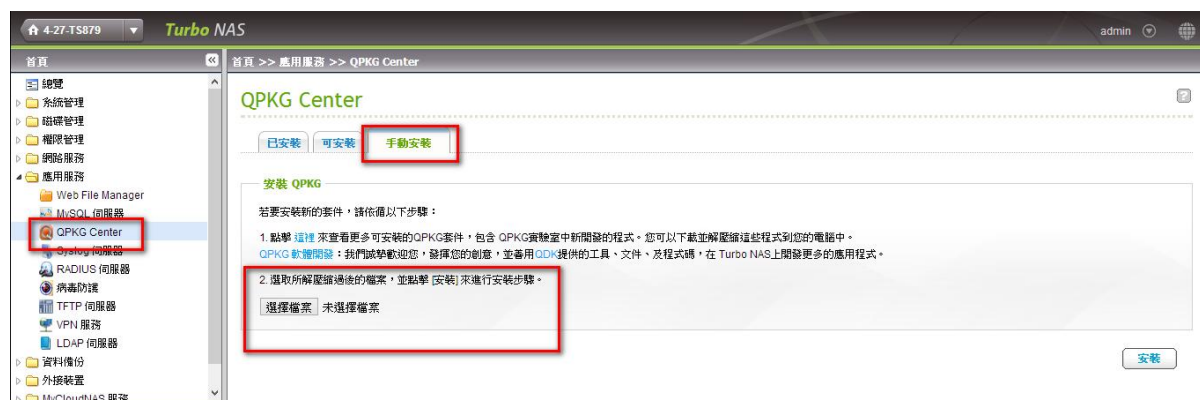 4-27-TS879
Turbo NAS
admin
首頁
首頁 >> 應用服務 >> QPKG Center
總覽
系統管理
磁碟管理
權限管理
網路服務
應用服務
Web File Manager
MySQL 伺服器
QPKG Center
Syslog 伺服器
RADIUS 伺服器
病毒防護
TFTP 伺服器
VPN 服務
LDAP 伺服器
資料備份
外接裝置
MyCloudNAS 服務
QPKG Center
已安裝
可安裝
手動安裝
安裝 QPKG
若要安裝新的套件，請依循以下步驟：
1. 點擊 這裡 來查看更多可安裝的QPKG套件，包含 QPKG實驗室中新開發的程式。您可以下載並解壓縮這些程式到您的電腦中。
QPKG 軟體開發：我們誠摯歡迎您，發揮您的創意，並善用QDK提供的工具、文件、及程式碼，在 Turbo NAS上開發更多的應用程式。
2. 選取所解壓縮過後的檔案，並點擊 [安裝] 來進行安裝步驟。
選擇檔案 未選擇檔案
安裝